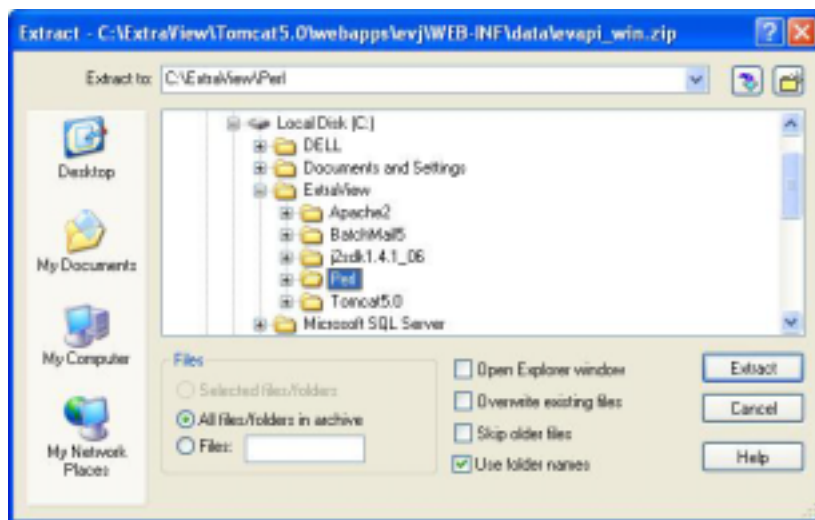 Extract - C:\ExtraView\Tomcat5.0\webapps\evj\WEB-INF\data\evapi_win.zip
Extract to: C:\ExtraView\Perl
Desktop
My Documents
My Computer
My Network
Places
Local Disk (C:)
DELL
Documents and Settings
ExtraView
Apache2
BatchMail5
j2sdk1.4.1_06
Perl
Tomcat5.0
Microsoft SQL Server
Files
Selected files/folders
All files/folders in archive
Files:
Open Explorer window
Overwrite existing files
Skip older files
Use folder names
Extract
Cancel
Help